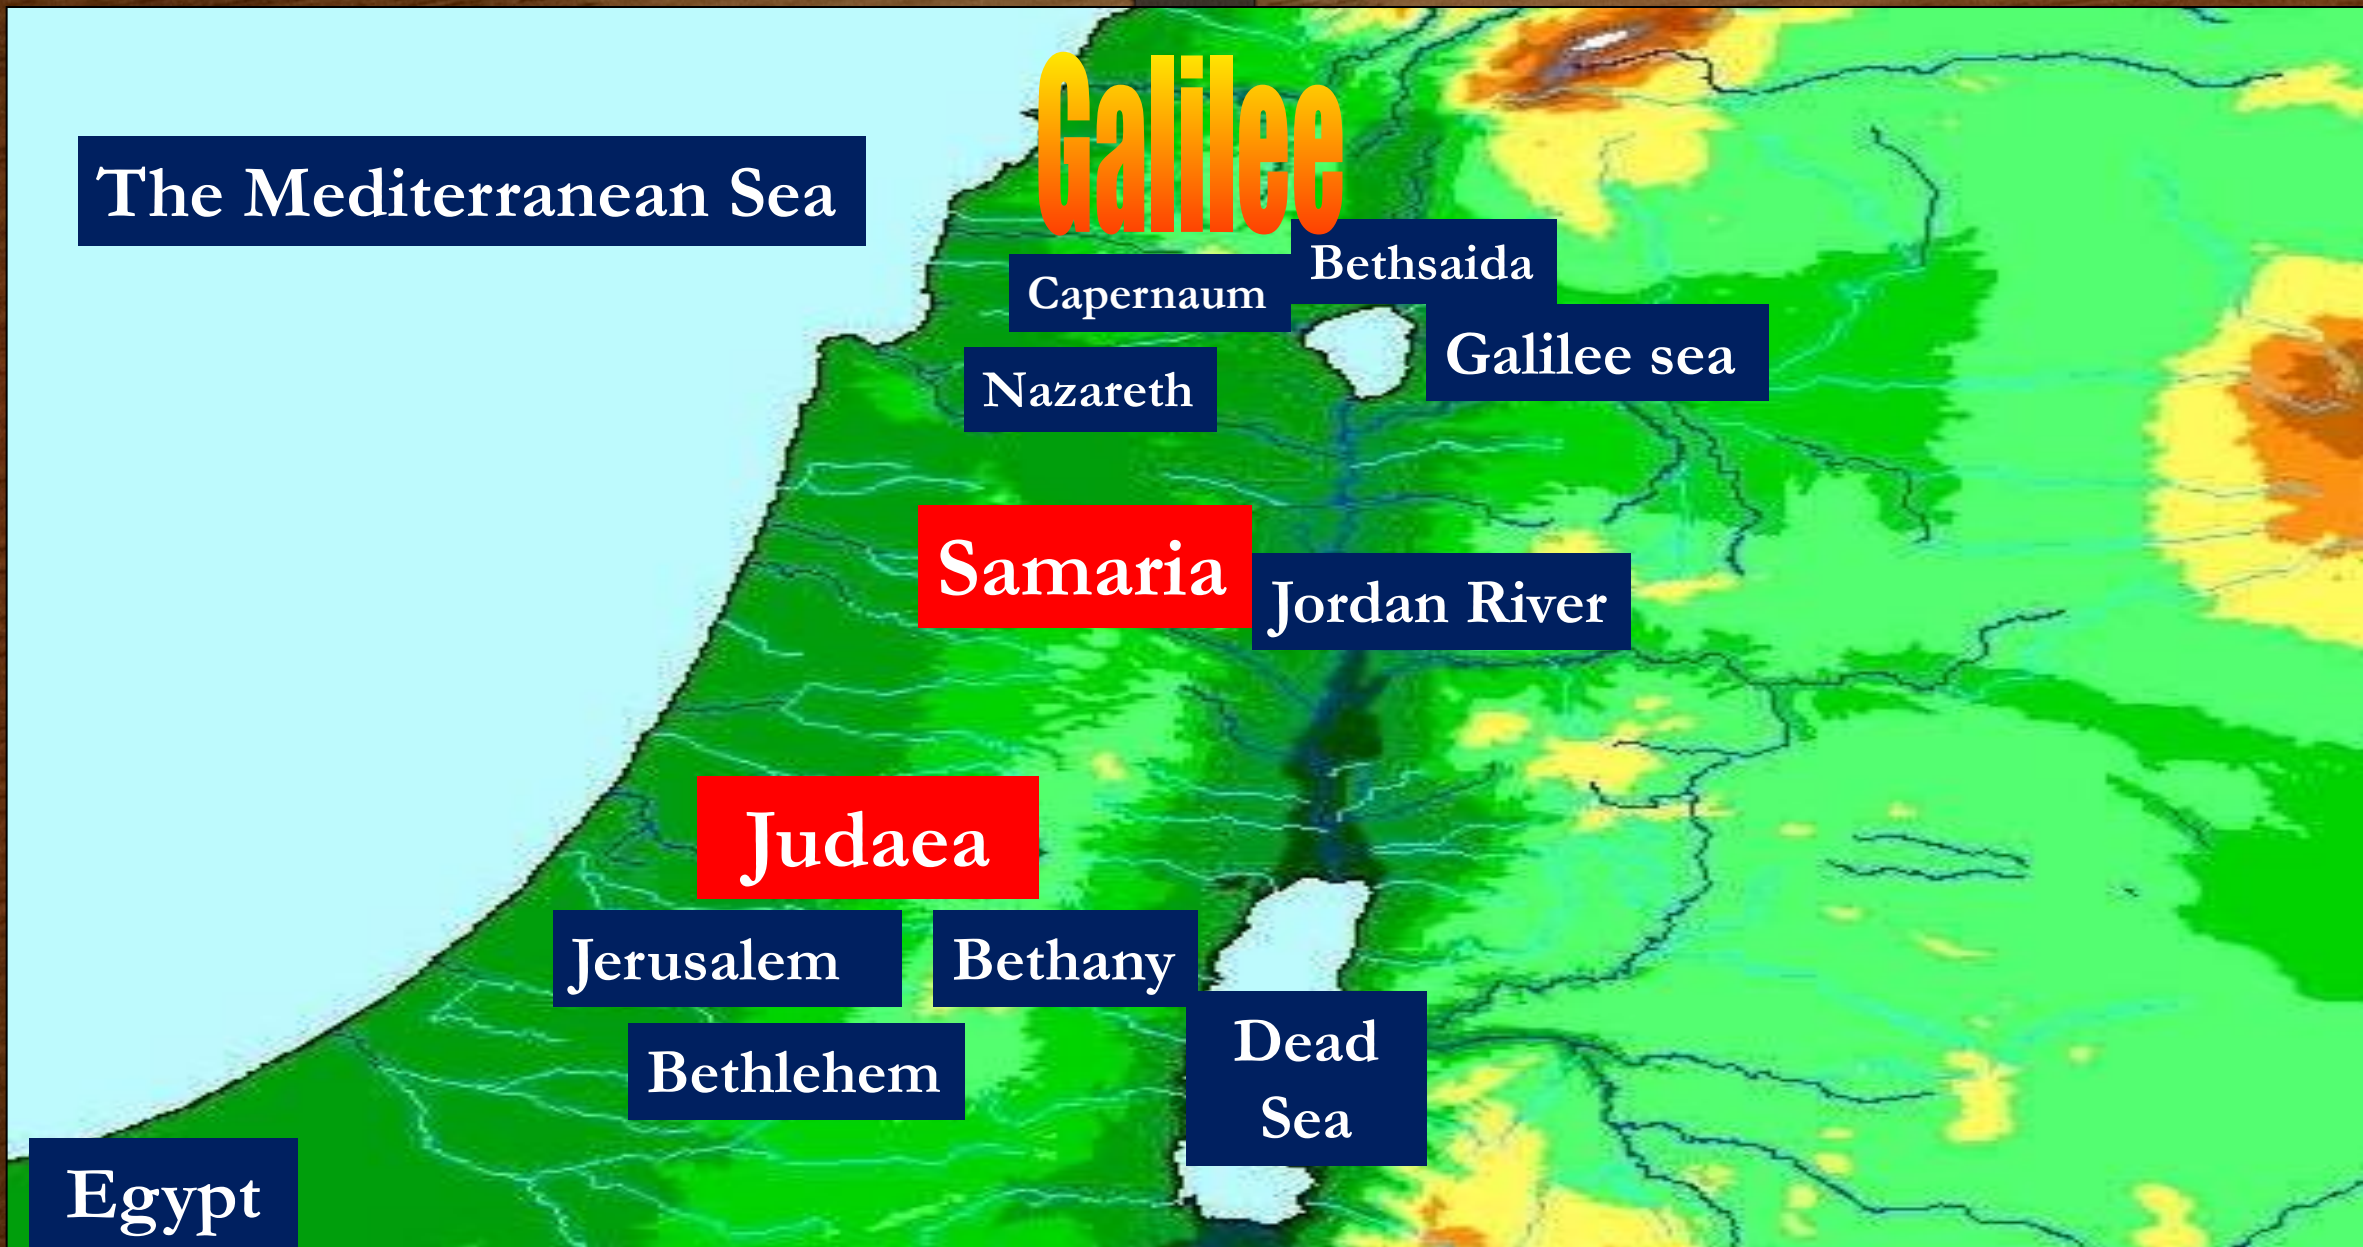 Galilee
The Mediterranean Sea
Bethsaida
Capernaum
Galilee sea
Nazareth
Samaria
Jordan River
Judaea
Jerusalem
Bethany
Dead
Sea
Bethlehem
Egypt